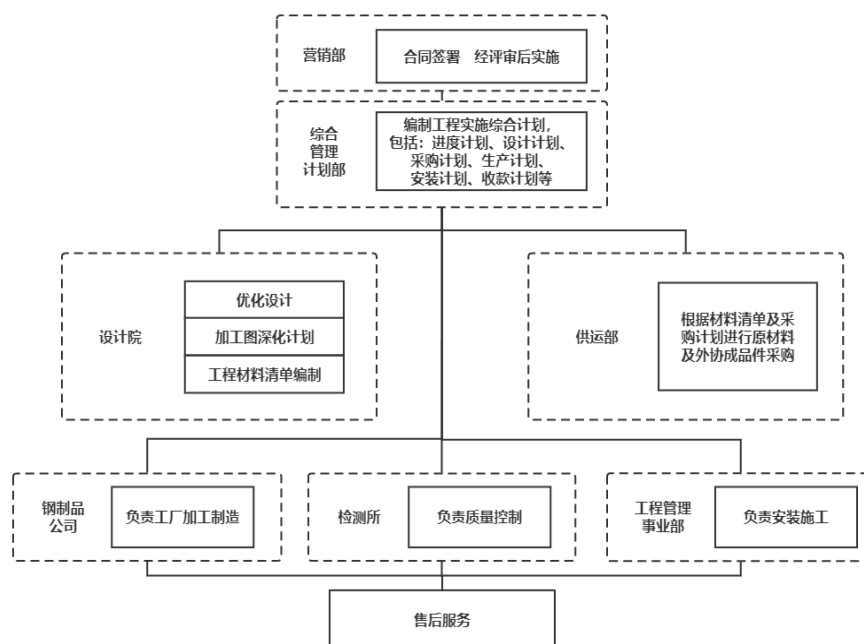 营销部
合同签署 经评审后实施
综合
管理
计划部
编制工程实施综合计划，
包括：进度计划、设计计划、
采购计划、生产计划、
安装计划、收款计划等
设计院
优化设计
加工图深化计划
工程材料清单编制
供运部
根据材料清单及采
购计划进行原材料
及外协成品件采购
钢制品
公司
负责工厂加工制造
检测所
负责质量控制
工程管理
事业部
负责安装施工
售后服务